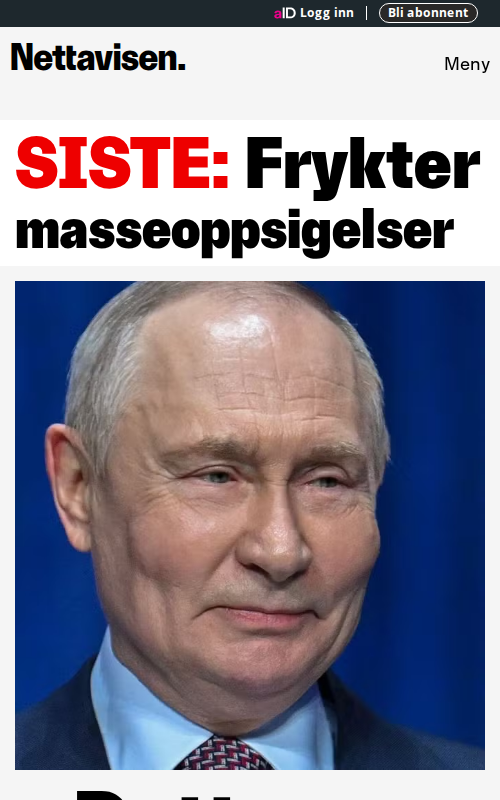 aID Logg inn
Bli abonnent
Nettavisen.
Meny
SISTE: Frykter
masseoppsigelser